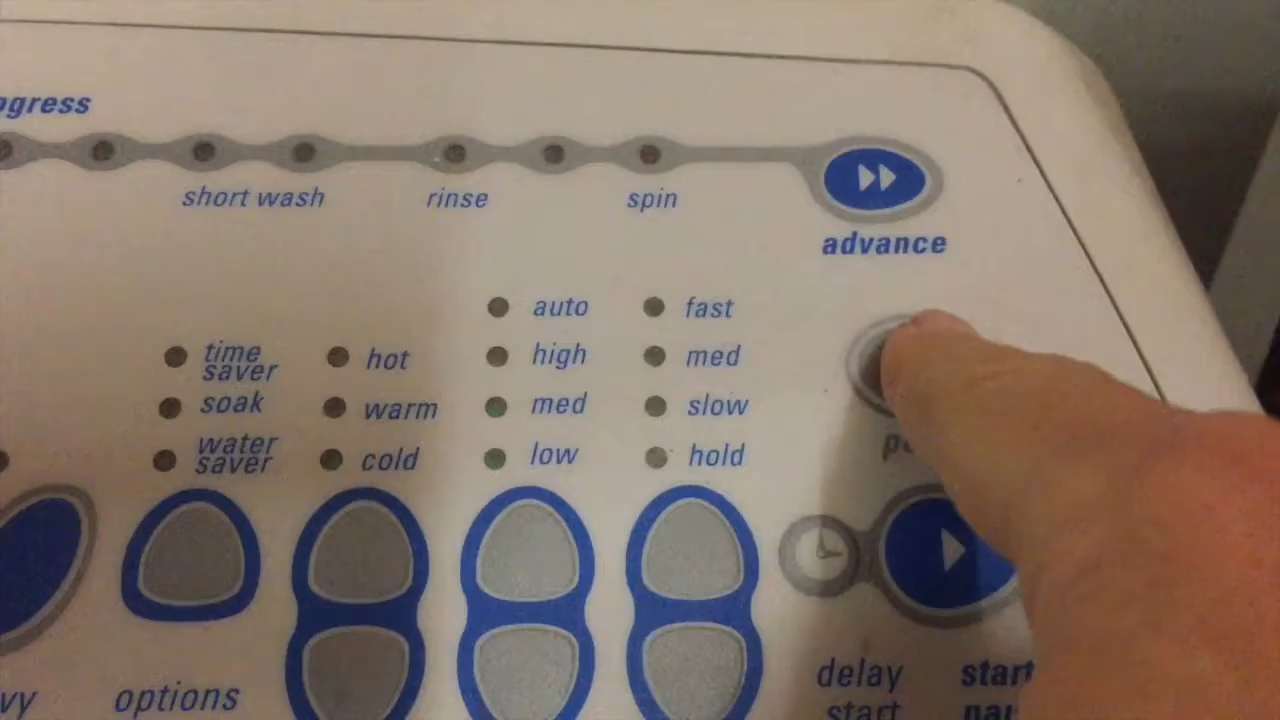 short wash
rinse
spin
advance
auto
fast
time
saver
hot
high
med
soak
warm
med
slow
water
saver
cold
low
hold
options
delay
start
start